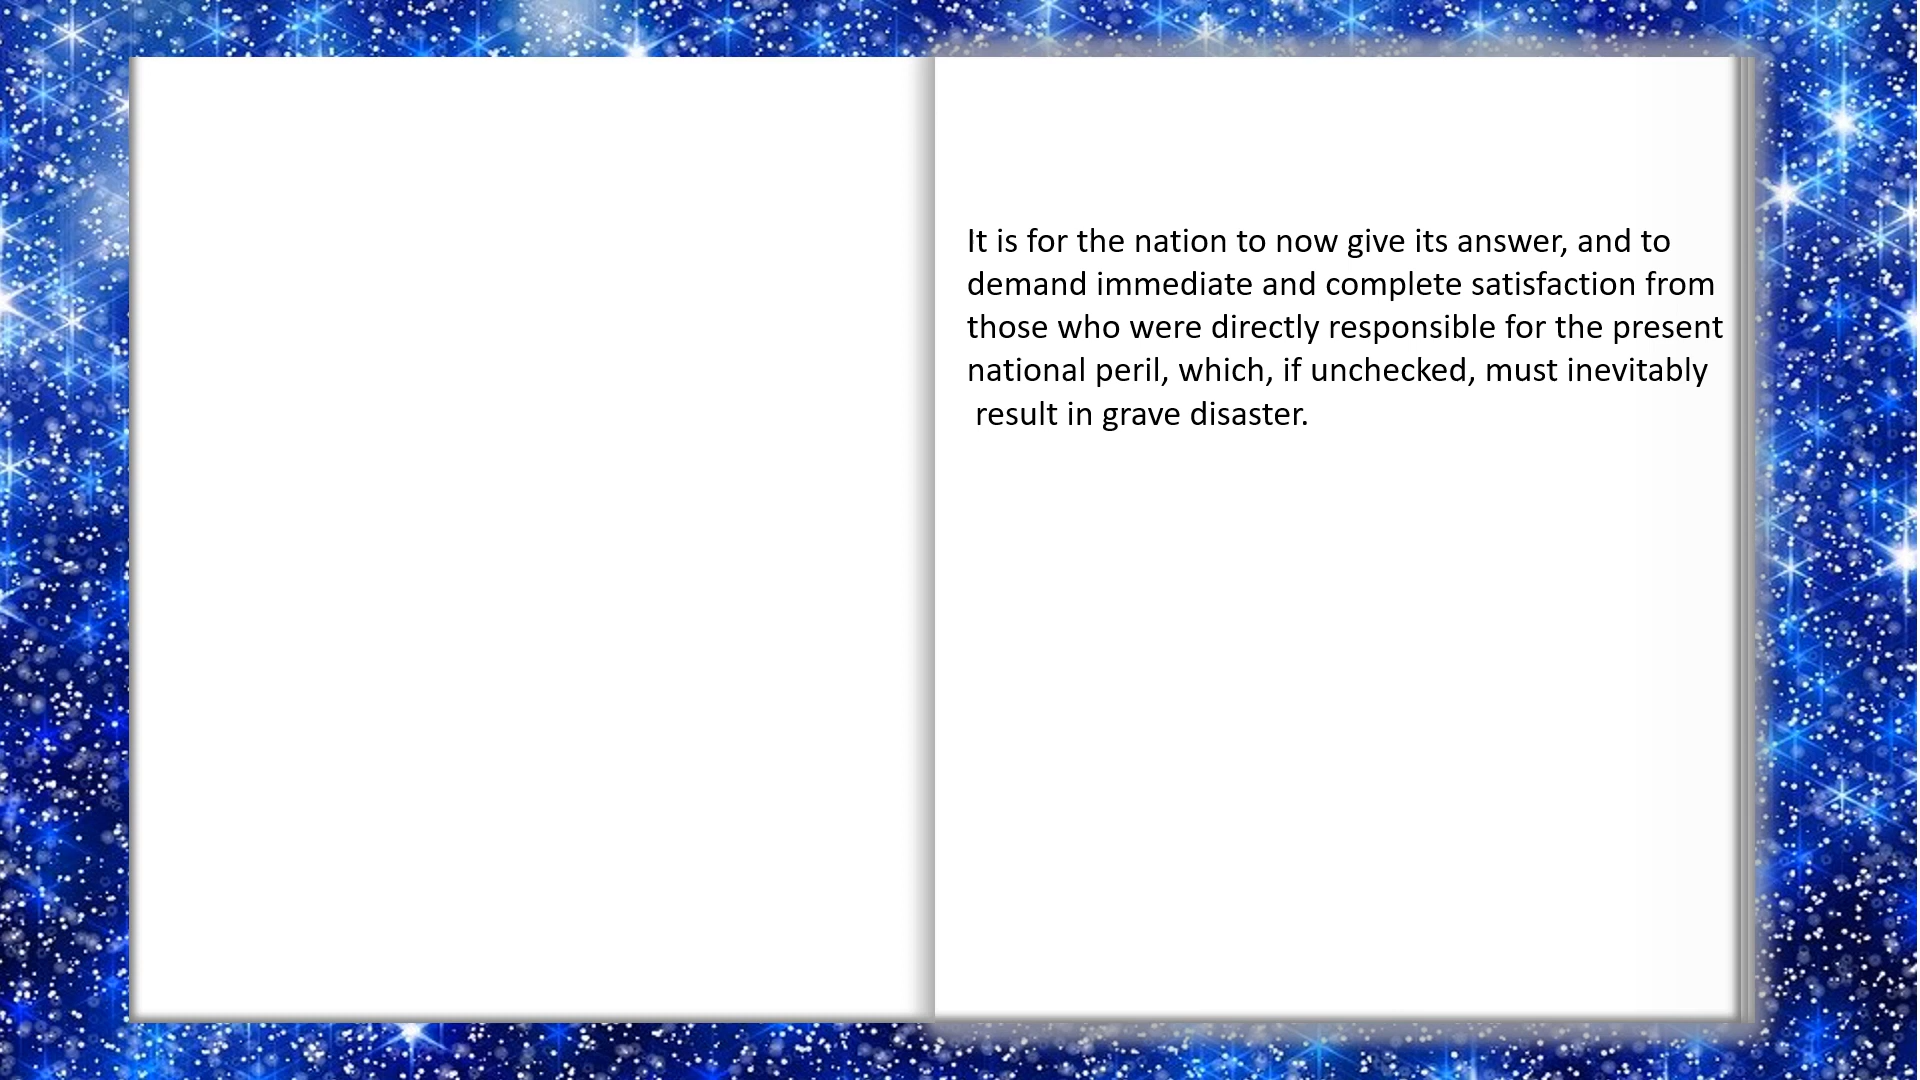 It is for the nation to now give its answer, and to
demand immediate and complete satisfaction from
those who were directly responsible for the present
national peril, which, if unchecked, must inevitably
result in grave disaster.